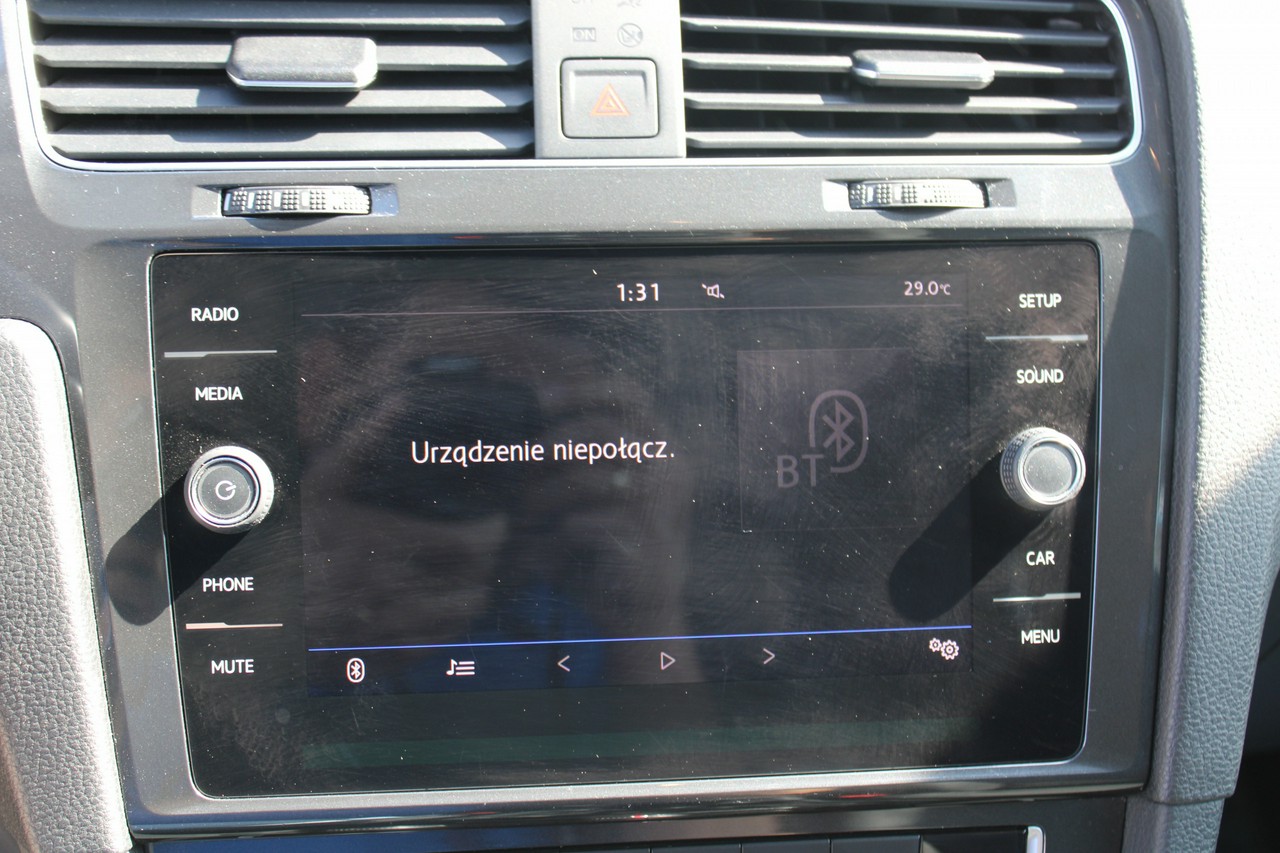 ON
1:31
29.0°C
RADIO
SETUP
MEDIA
SOUND
Urządzenie niepołącz.
BT
PHONE
CAR
MUTE
MENU